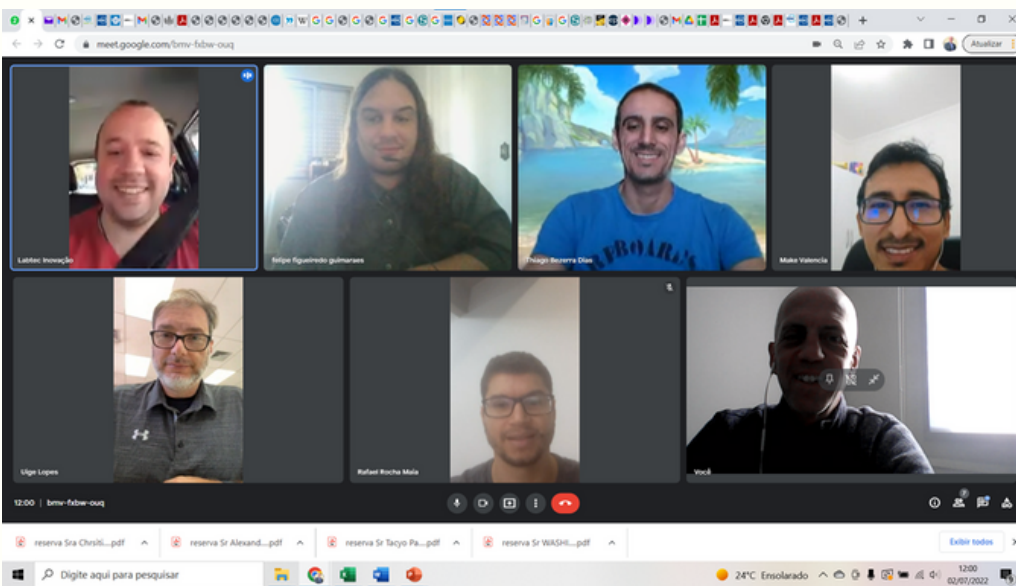 meet.google.com/bmv-fxbw-ouq
Atualizar
Labtec Inovação
felipe figueiredo guimaraes
Thiago Bezerra Dias
Make Valencia
Uige Lopes
Rafael Rocha Maia
Você
12:00 | bmv-fxbw-ouq
7
reserva Sra Chrsiti....pdf
reserva Sr Alexand....pdf
reserva Sr Tacyo Pa....pdf
reserva Sr WASHI....pdf
Exibir todos
Digite aqui para pesquisar
24°C Ensolarado
12:00
02/07/2022